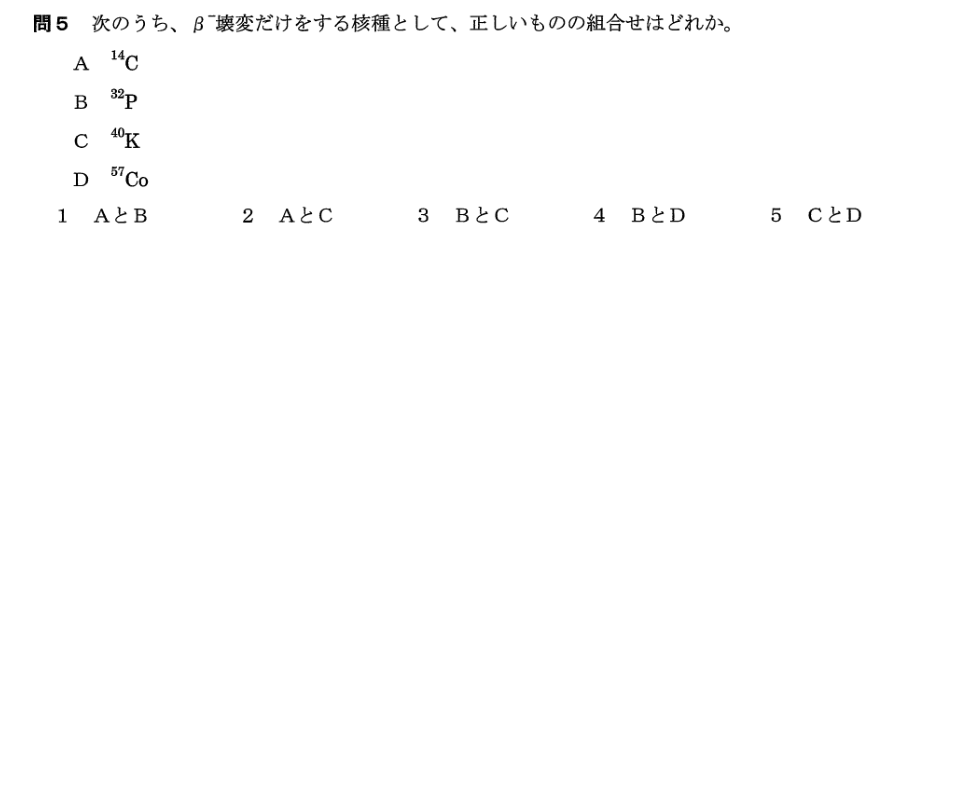 問5 次のうち、β⁻壊変だけをする核種として、正しいものの組合せはどれか。
A ¹⁴C
B ³²P
C ⁴⁰K
D ⁵⁷Co
1 AとB 2 AとC 3 BとC 4 BとD 5 CとD